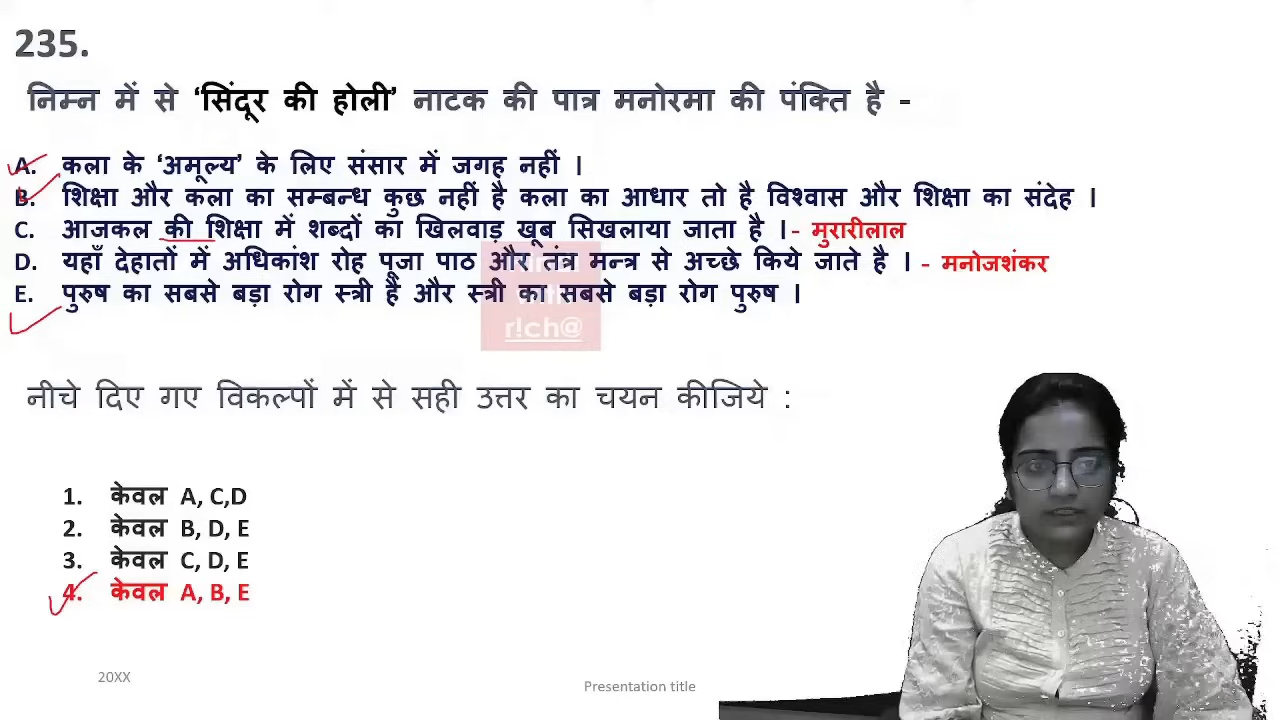 235.
निम्न में से ‘सिंदूर की होली’ नाटक की पात्र मनोरमा की पंक्ति है -
A. कला के ‘अमूल्य’ के लिए संसार में जगह नहीं ।
B. शिक्षा और कला का सम्बन्ध कुछ नहीं है कला का आधार तो है विश्वास और शिक्षा का संदेह ।
C. आजकल की शिक्षा में शब्दों का खिलवाड़ खूब सिखलाया जाता है । - मुरारीलाल
D. यहाँ देहातों में अधिकांश रोह पूजा पाठ और तंत्र मन्त्र से अच्छे किये जाते है । - मनोजशंकर
E. पुरुष का सबसे बड़ा रोग स्त्री है और स्त्री का सबसे बड़ा रोग पुरुष ।
r!ch@
नीचे दिए गए विकल्पों में से सही उत्तर का चयन कीजिये :
1. केवल A, C,D
2. केवल B, D, E
3. केवल C, D, E
4. केवल A, B, E
20XX
Presentation title